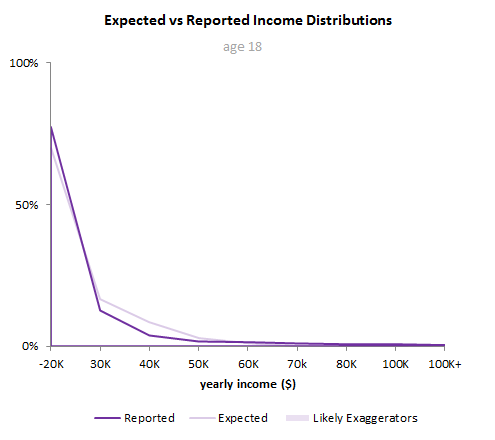 Expected vs Reported Income Distributions
age 18
100%
50%
0%
-20K 30K 40K 50K 60K 70K 80K 100K 100K+
yearly income ($)
Reported Expected Likely Exaggerators